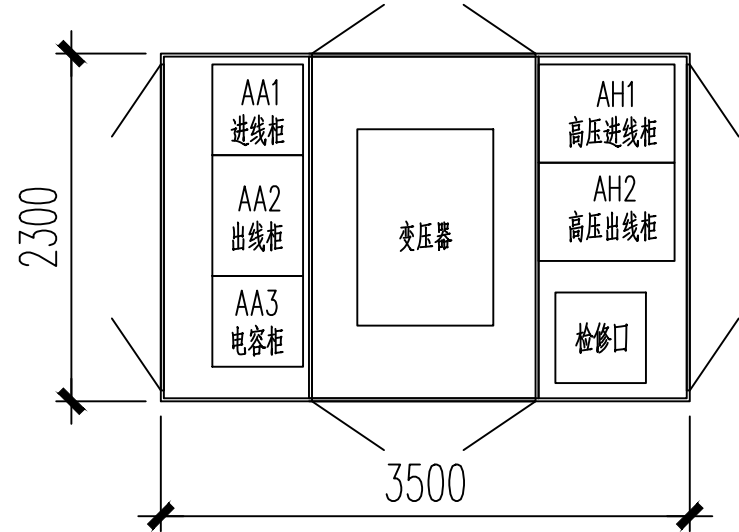 AA1
进线柜
AA2
出线柜
AA3
电容柜
变压器
AH1
高压进线柜
AH2
高压出线柜
检修口
2300
3500